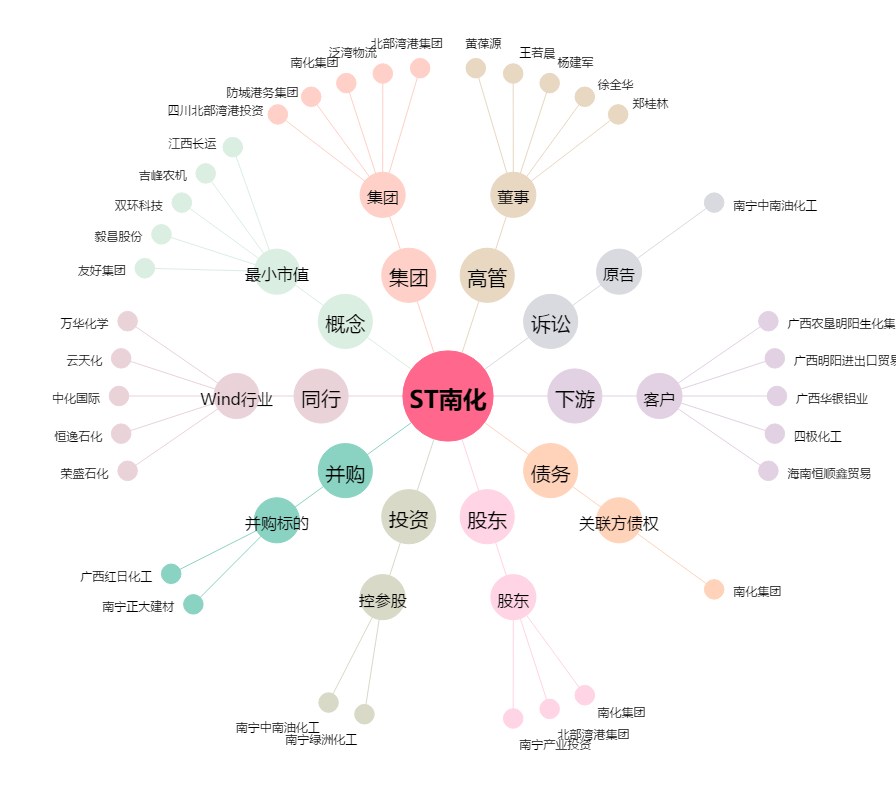 北部湾港集团
黄葆源
泛湾物流
王若晨
南化集团
杨建军
防城港务集团
徐全华
四川北部湾港投资
郑桂林
江西长运
吉峰农机
双环科技
毅昌股份
友好集团
集团
董事
南宁中南油化工
最小市值
原告
集团
高管
概念
诉讼
万华化学
云天化
中化国际
恒逸石化
荣盛石化
Wind行业
同行
ST南化
下游
客户
广西农垦明阳生化集
广西明阳进出口贸易
广西华银铝业
四极化工
海南恒顺鑫贸易
并购
债务
并购标的
投资
股东
关联方债权
广西红日化工
南宁正大建材
控参股
股东
南化集团
南宁中南油化工
南宁绿洲化工
南化集团
北部湾港集团
南宁产业投资